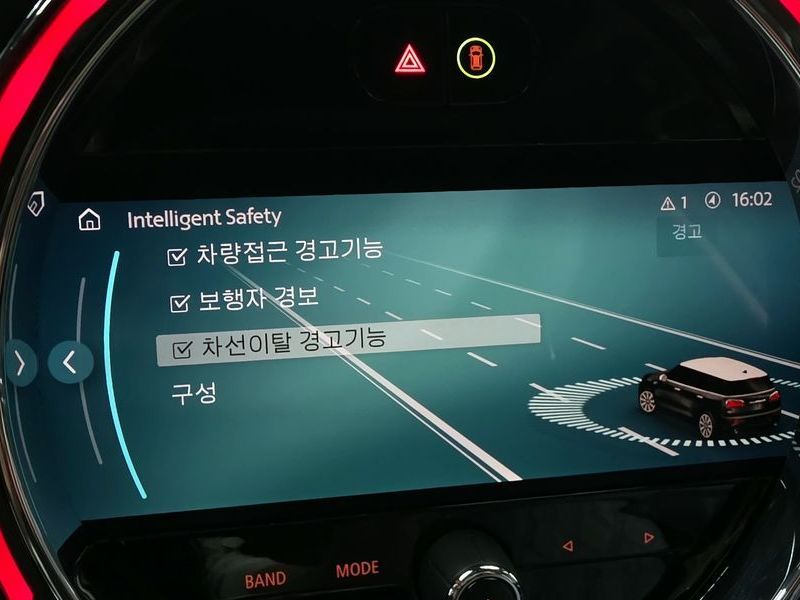 Intelligent Safety
1 16:02
경고
차량접근 경고기능
보행자 경보
차선이탈 경고기능
구성
BAND
MODE